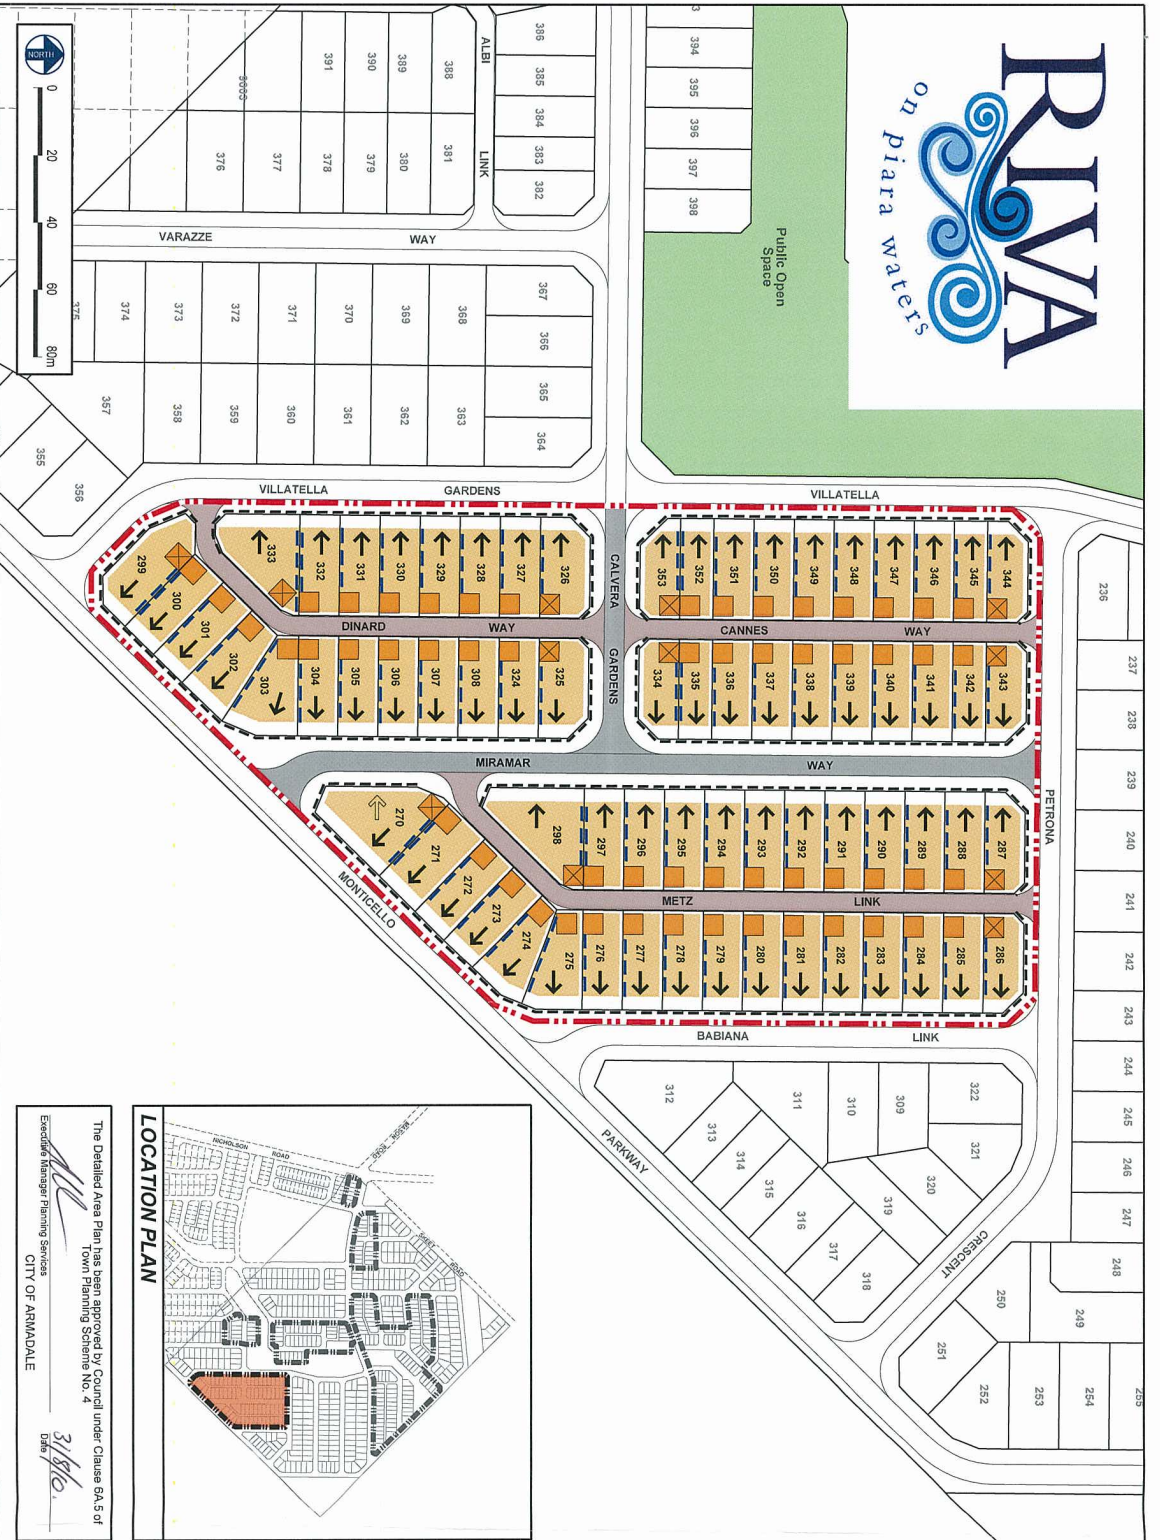 RIVA
on piara waters
Public Open
Space
NORTH
0 20 40 60 80m
ALBI LINK
VARAZZE WAY
VILLATELLA GARDENS
VILLATELLA
CALVERA GARDENS
DINARD WAY
CANNES WAY
MIRAMAR WAY
METZ LINK
PETRONA
CRESCENT
BABIANA LINK
MONTICELLO
PARKWAY
386 385 384 383 382
394 395 396 397 398
391 390 389 388
376 377 378 379 380 381
367 366 365 364
375 374 373 372 371 370 369 368
357 358 359 360 361 362 363
355 356
236 237 238 239 240 241 242 243 244 245 246 247 248
249 250 251 252 253 254 255
353 352 351 350 349 348 347 346 345 344
334 335 336 337 338 339 340 341 342 343
333 332 331 330 329 328 327 326
299 300 301 302 303 304 305 306 307 308 324 325
298 297 296 295 294 293 292 291 290 289 288 287
270 271 272 273 274 275 276 277 278 279 280 281 282 283 284 285 286
312 311 310 309 322
313 314 315 316 317 318 319 320 321
LOCATION PLAN
NICHOLSON ROAD
MASON ROAD
SKEET ROAD
The Detailed Area Plan has been approved by Council under Clause 6A.5 of
Town Planning Scheme No. 4
31/8/10.
Executive Manager Planning Services Date
CITY OF ARMADALE